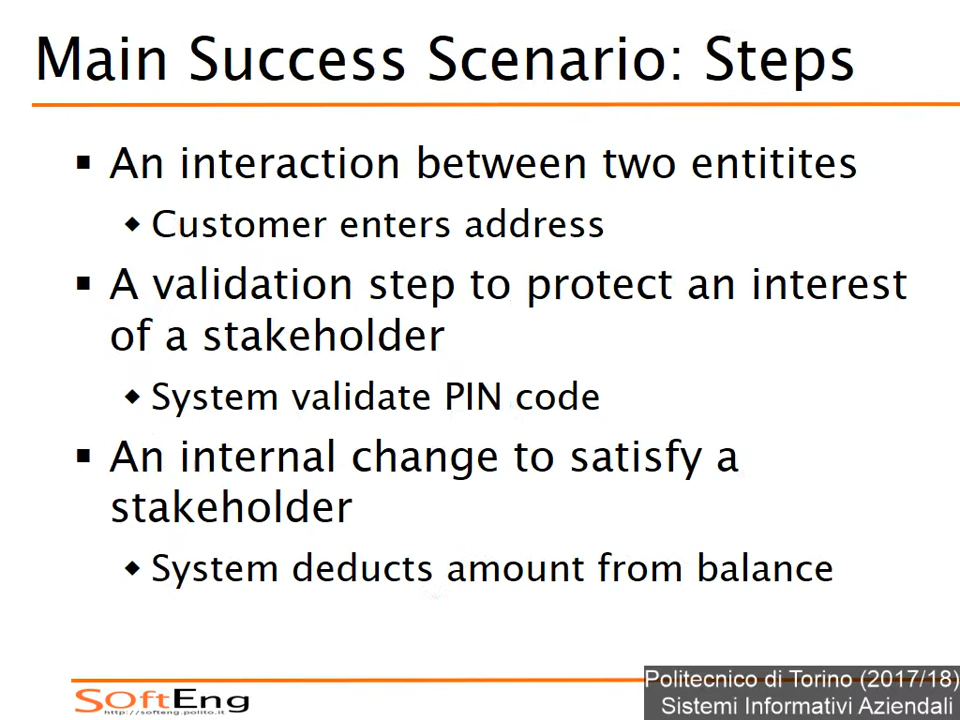 Main Success Scenario: Steps
▪ An interaction between two entitites
◆ Customer enters address
▪ A validation step to protect an interest
of a stakeholder
◆ System validate PIN code
▪ An internal change to satisfy a
stakeholder
◆ System deducts amount from balance
SoftEng
http://softeng.polito.it
Politecnico di Torino (2017/18)
Sistemi Informativi Aziendali